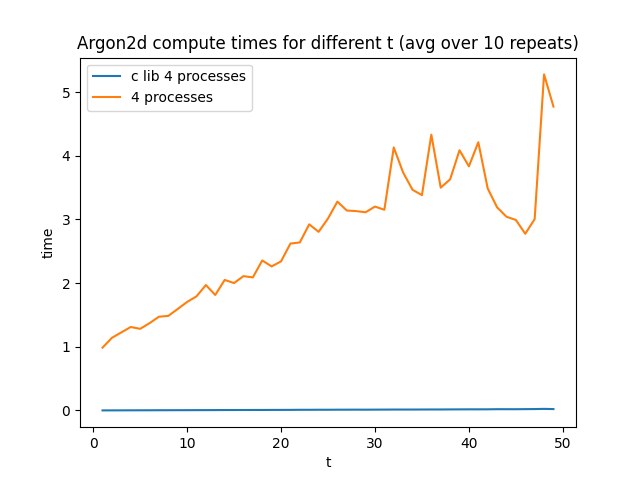 Argon2d compute times for different t (avg over 10 repeats)
c lib 4 processes
4 processes
5
4
3
2
1
0
time
0
10
20
30
40
50
t